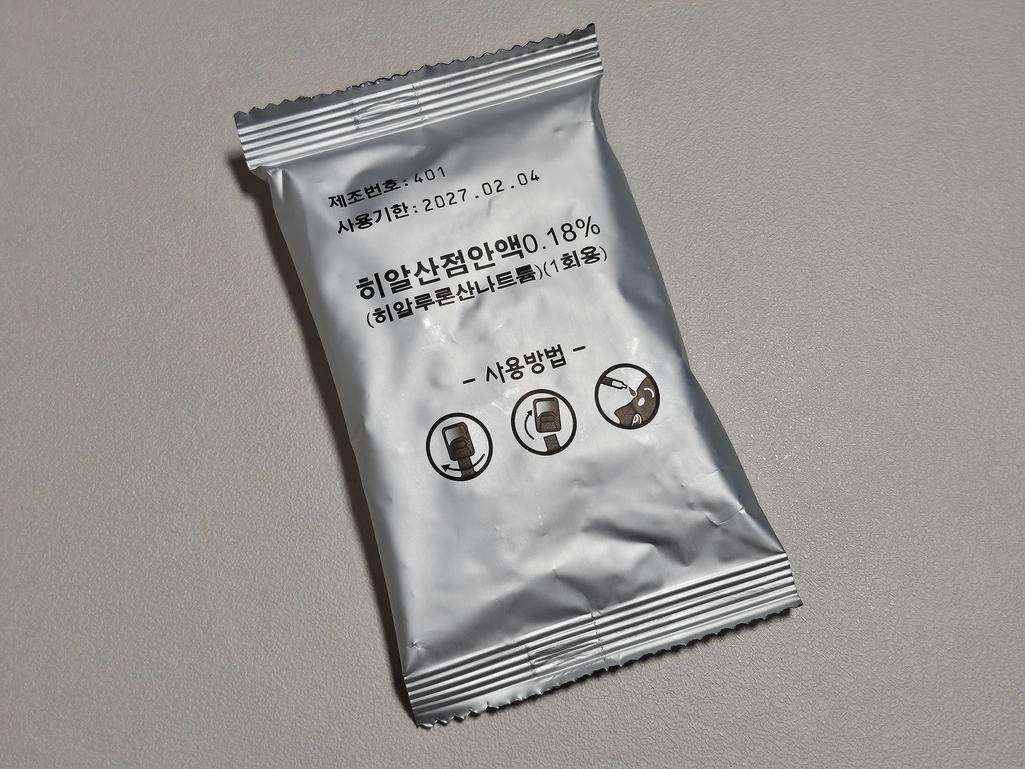 제조번호:401
사용기한:2027.02.04
히알산점안액0.18%
(히알루론산나트륨)(1회용)
- 사용방법 -